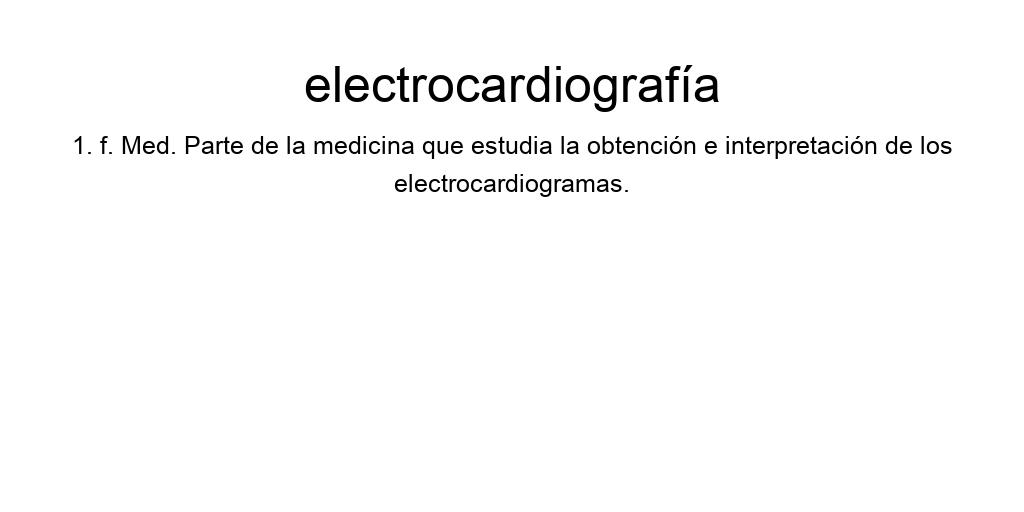 electrocardiografía
1. f. Med. Parte de la medicina que estudia la obtención e interpretación de los
electrocardiogramas.